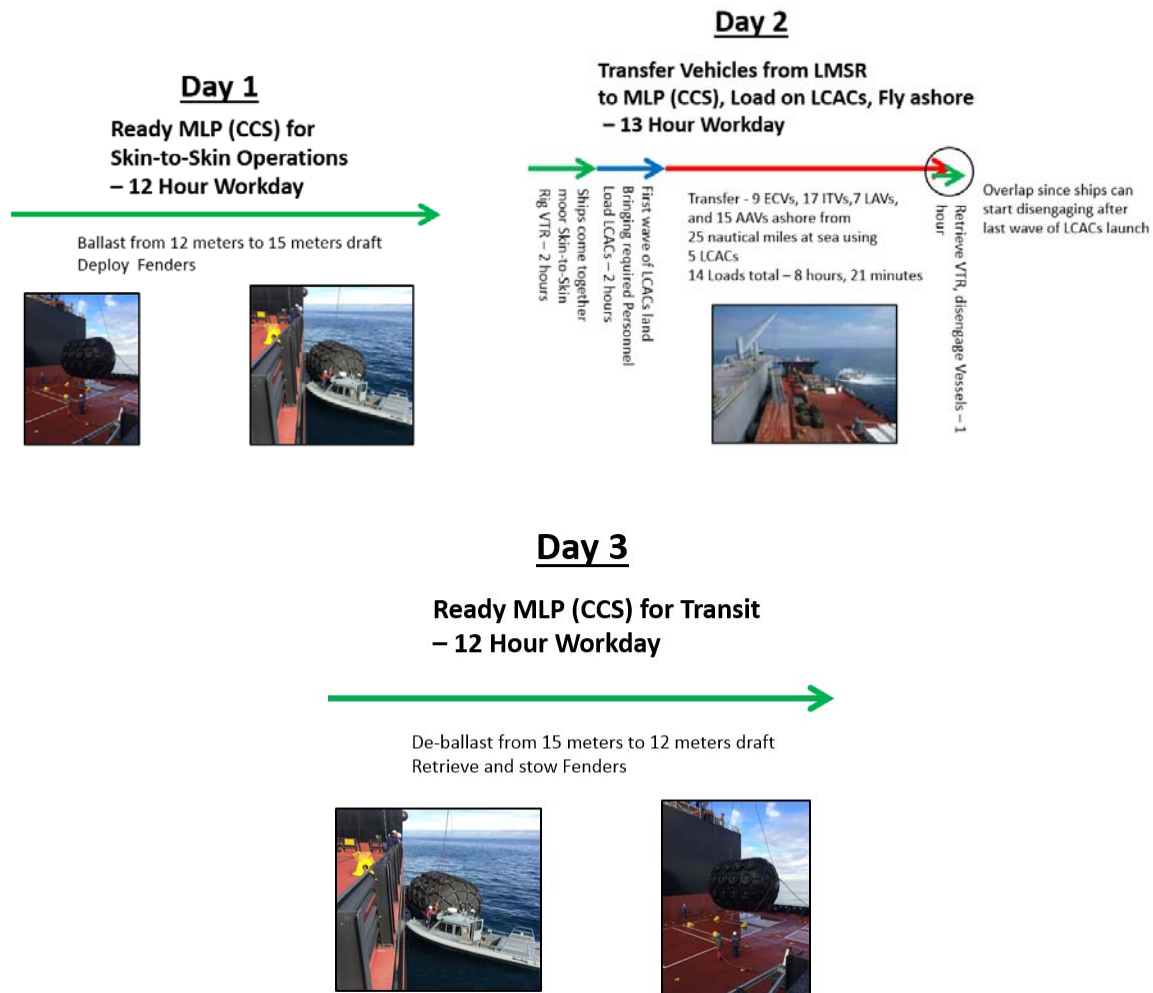 Day 1
Ready MLP (CCS) for
Skin-to-Skin Operations
– 12 Hour Workday
Ballast from 12 meters to 15 meters draft
Deploy Fenders
Day 2
Transfer Vehicles from LMSR
to MLP (CCS), Load on LCACs, Fly ashore
– 13 Hour Workday
Ships come together
moor Skin-to-Skin
Rig VTR – 2 hours
First wave of LCACs land
Bringing required Personnel
Load LCACs – 2 hours
Transfer - 9 ECVs, 17 ITVs,7 LAVs,
and 15 AAVs ashore from
25 nautical miles at sea using
5 LCACs
14 Loads total – 8 hours, 21 minutes
Retrieve VTR, disengage Vessels – 1
hour
Overlap since ships can
start disengaging after
last wave of LCACs launch
Day 3
Ready MLP (CCS) for Transit
– 12 Hour Workday
De-ballast from 15 meters to 12 meters draft
Retrieve and stow Fenders